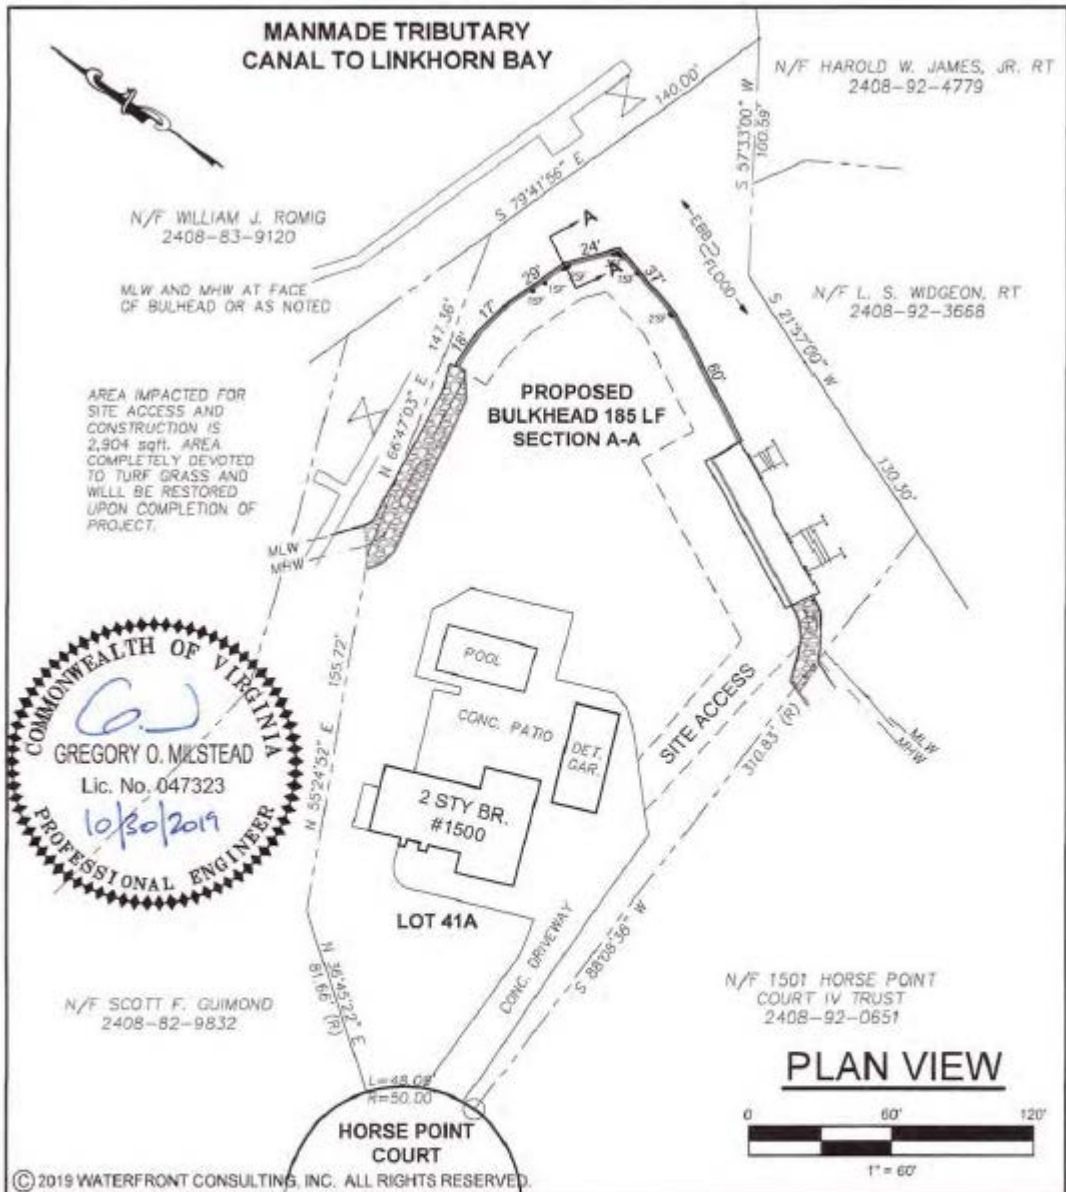 MANMADE TRIBUTARY
CANAL TO LINKHORN BAY
N/F HAROLD W. JAMES, JR. RT
2408-92-4779
140.00'
S 57°33'00" W
100.59'
S 79°41'56" E
N/F WILLIAM J. ROMIG
2408-83-9120
MLW AND MHW AT FACE
OF BULHEAD OR AS NOTED
A
A
24'
29'
37'
17'
18'
60'
EBB
FLOOD
N/F L. S. WIDGEON, RT
2408-92-3668
S 21°57'00" W
130.30'
N 66°47'03" E 147.36'
AREA IMPACTED FOR
SITE ACCESS AND
CONSTRUCTION IS
2,904 sqft. AREA
COMPLETELY DEVOTED
TO TURF GRASS AND
WILLL BE RESTORED
UPON COMPLETION OF
PROJECT.
PROPOSED
BULKHEAD 185 LF
SECTION A-A
MLW
MHW
COMMONWEALTH OF VIRGINIA
GREGORY O. MILSTEAD
Lic. No. 047323
10/30/2019
PROFESSIONAL ENGINEER
N 55°24'52" E 155.72'
POOL
CONC. PATIO
DET.
GAR.
SITE ACCESS
2 STY BR.
#1500
LOT 41A
MLW
MHW
S 88°08'36" W 310.83' (R)
CONC. DRIVEWAY
N 36°45'22" E
81.66' (R)
N/F SCOTT F. GUIMOND
2408-82-9832
N/F 1501 HORSE POINT
COURT IV TRUST
2408-92-0651
L=48.09'
R=50.00'
HORSE POINT
COURT
PLAN VIEW
0 60' 120'
1" = 60'
© 2019 WATERFRONT CONSULTING, INC. ALL RIGHTS RESERVED.